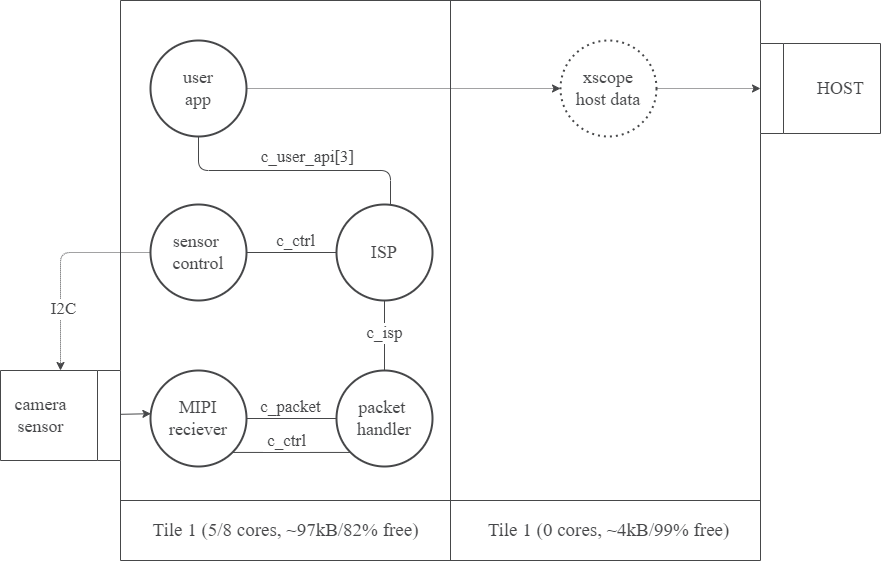 user
app
xscope
host data
HOST
c_user_api[3]
sensor
control
c_ctrl
ISP
I2C
c_isp
camera
sensor
MIPI
reciever
c_packet
c_ctrl
packet
handler
Tile 1 (5/8 cores, ~97kB/82% free)
Tile 1 (0 cores, ~4kB/99% free)